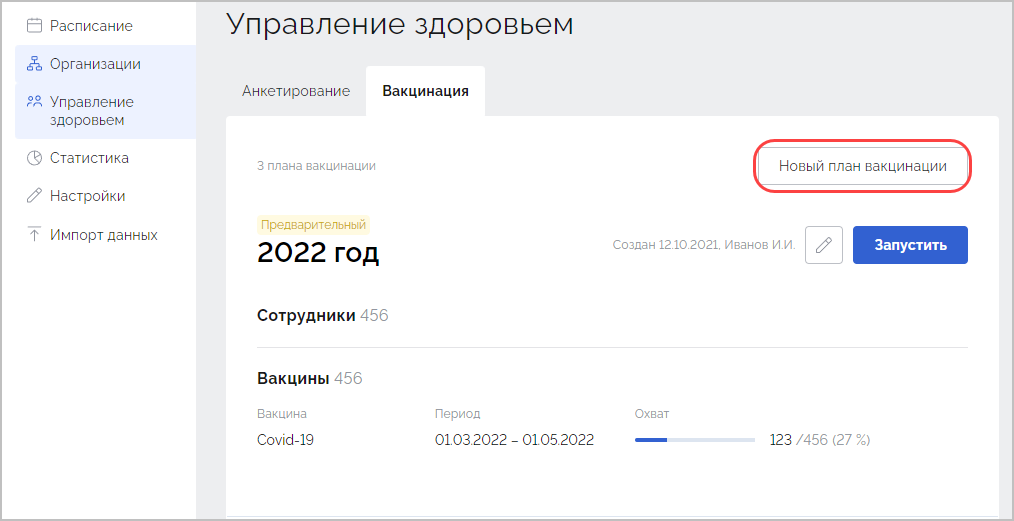 Расписание
Организации
Управление
здоровьем
Статистика
Настройки
Импорт данных
Управление здоровьем
Анкетирование Вакцинация
3 плана вакцинации Новый план вакцинации
Предварительный
2022 год
Создан 12.10.2021, Иванов И.И. Запустить
Сотрудники 456
Вакцины 456
Вакцина Период Охват
Covid-19 01.03.2022 – 01.05.2022 123 /456 (27 %)